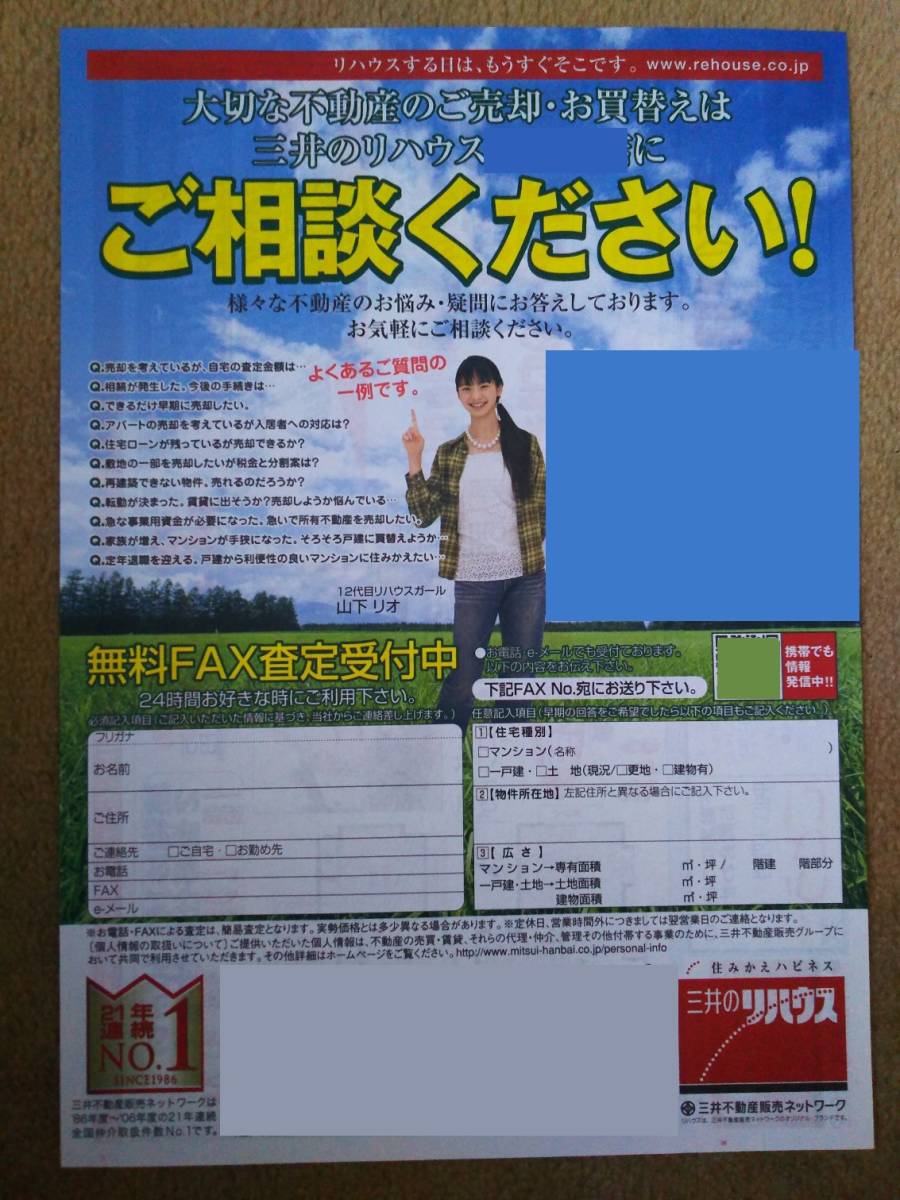 リハウスする日は、もうすぐそこです。 www.rehouse.co.jp
大切な不動産のご売却・お買替えは
三井のリハウス
に
ご相談ください!
様々な不動産のお悩み・疑問にお答えしております。
お気軽にご相談ください。
よくあるご質問の
一例です。
Q.売却を考えているが、自宅の査定金額は…
Q.相続が発生した。今後の手続きは…
Q.できるだけ早期に売却したい。
Q.アパートの売却を考えているが入居者への対応は?
Q.住宅ローンが残っているが売却できるか?
Q.敷地の一部を売却したいが税金と分割案は?
Q.再建築できない物件。売れるのだろうか?
Q.転勤が決まった。賃貸に出そうか?売却しようか悩んでいる…
Q.急な事業用資金が必要になった。急いで所有不動産を売却したい。
Q.家族が増え、マンションが手狭になった。そろそろ戸建に買替えようか…
Q.定年退職を迎える。戸建から利便性の良いマンションに住みかえたい…
12代目リハウスガール
山下 リオ
無料FAX査定受付中
24時間お好きな時にご利用下さい。
●お電話、e-メールでも受付ております。
以下の内容をお伝え下さい。
下記FAX No.宛にお送り下さい。
携帯でも
情報
発信中!!
必須記入項目(ご記入いただいた情報に基づき、当社からご連絡差し上げます。)
フリガナ
お名前
ご住所
ご連絡先 □ご自宅・□お勤め先
お電話
FAX
e-メール
任意記入項目(早期の回答をご希望でしたら以下の項目もご記入ください。)
1【住宅種別】
□マンション(名称 )
□一戸建・□土 地(現況/□更地・□建物有)
2【物件所在地】左記住所と異なる場合にご記入下さい。
3【広 さ】
マンション→専有面積 ㎡・坪/ 階建 階部分
一戸建・土地→土地面積 ㎡・坪
建物面積 ㎡・坪
※お電話・FAXによる査定は、簡易査定となります。実勢価格とは多少異なる場合があります。※定休日、営業時間外につきましては翌営業日のご連絡となります。
〔個人情報の取扱いについて〕ご提供いただいた個人情報は、不動産の売買・賃貸、それらの代理・仲介、管理その他付帯する事業のために、三井不動産販売グループに
おいて共同で利用させていただきます。その他詳細はホームページをご覧ください。http://www.mitsui-hanbai.co.jp/personal-info
21年
連続
NO.1
SINCE1986
三井不動産販売ネットワークは
'86年度〜'06年度の21年連続
全国仲介取扱件数No.1です。
住みかえハピネス
三井のリハウス
三井不動産販売ネットワーク
リハウスは、三井不動産販売ネットワークのオリジナル・ブランドです。